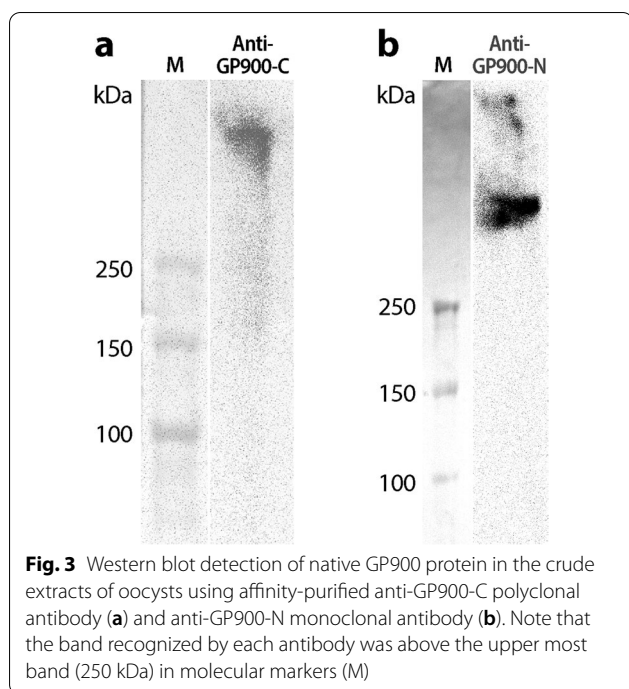 a
Anti-
GP900-C
M
kDa
250
150
100
b
Anti-
GP900-N
M
kDa
250
150
100
Fig. 3 Western blot detection of native GP900 protein in the crude
extracts of oocysts using affinity-purified anti-GP900-C polyclonal
antibody (a) and anti-GP900-N monoclonal antibody (b). Note that
the band recognized by each antibody was above the upper most
band (250 kDa) in molecular markers (M)